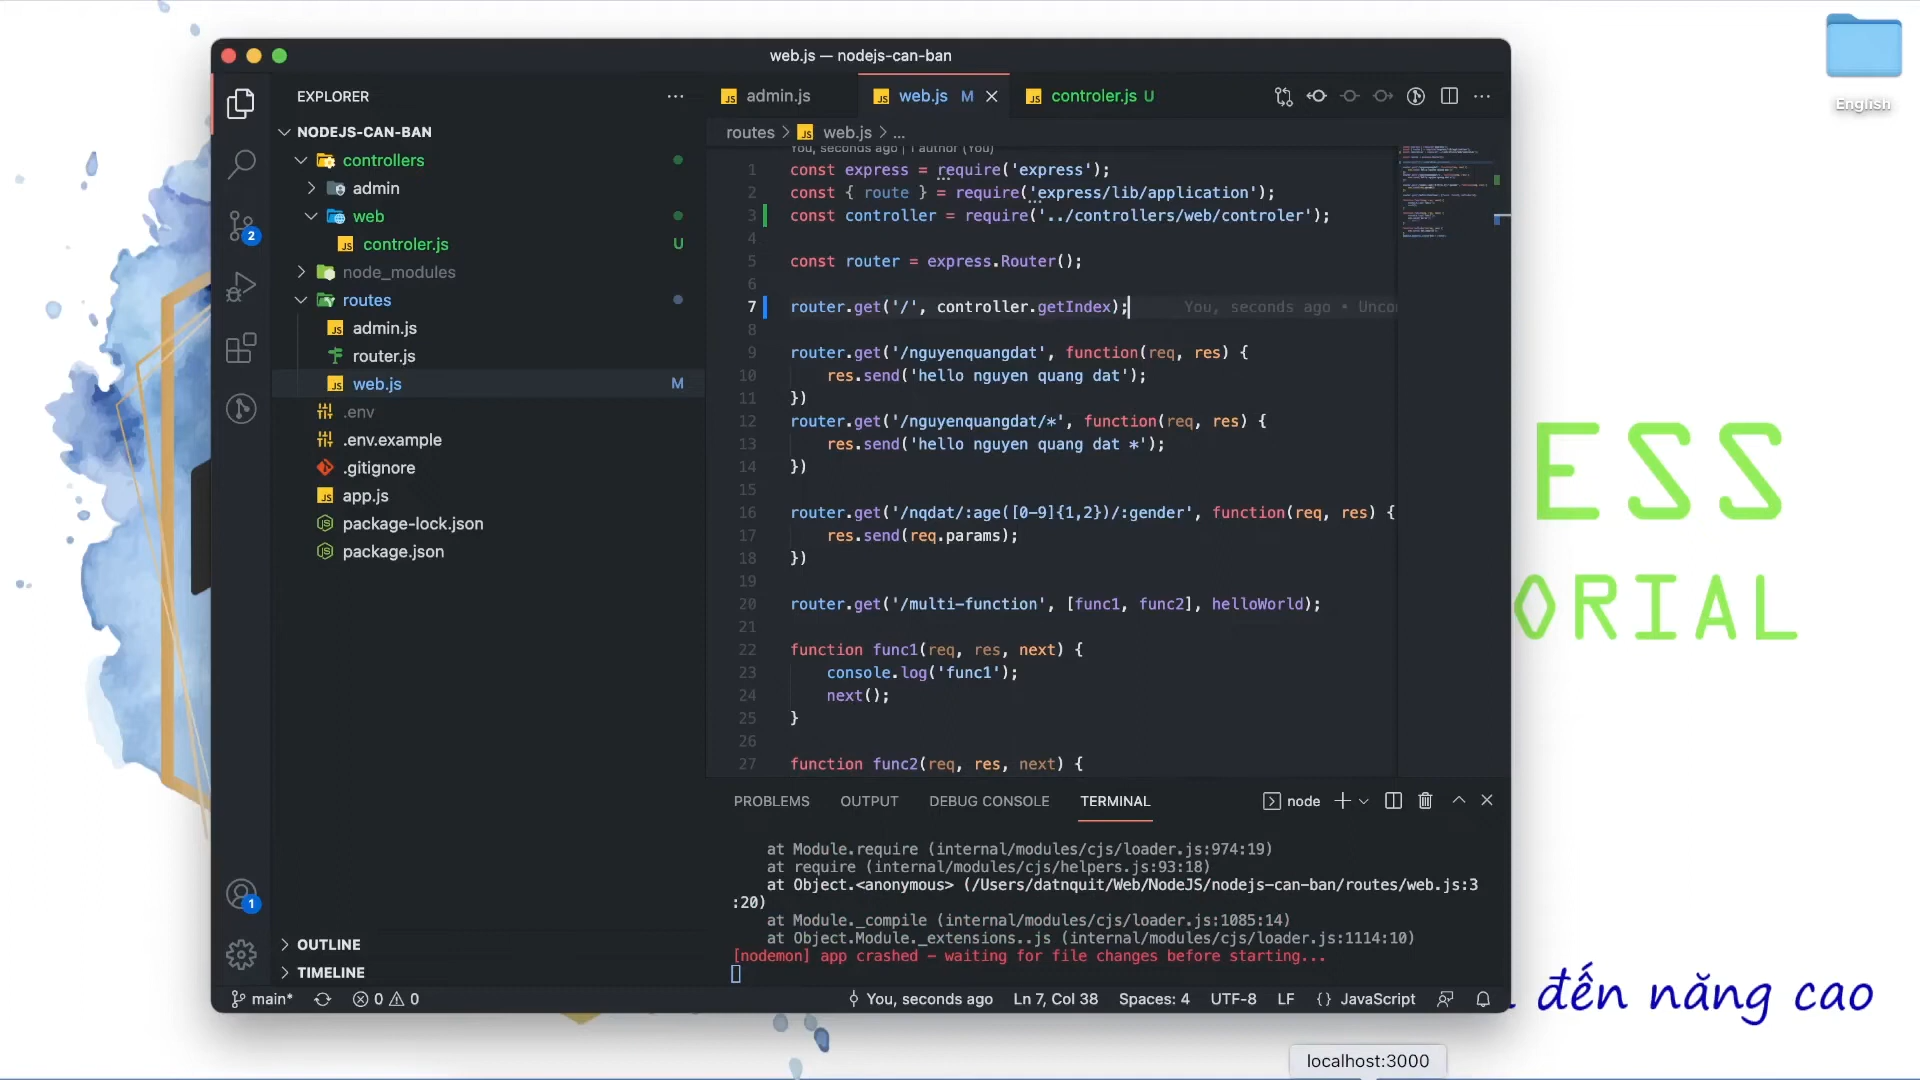 English
web.js — nodejs-can-ban
EXPLORER
NODEJS-CAN-BAN
controllers
admin
web
controler.js U
node_modules
routes
admin.js
router.js
web.js M
.env
.env.example
.gitignore
app.js
package-lock.json
package.json
OUTLINE
TIMELINE
2
1
admin.js web.js M controler.js U
routes > web.js > ...
You, seconds ago | 1 author (You)
1 const express = require('express');
2 const { route } = require('express/lib/application');
3 const controller = require('../controllers/web/controler');
4
5 const router = express.Router();
6
7 router.get('/', controller.getIndex); You, seconds ago • Unco
8
9 router.get('/nguyenquangdat', function(req, res) {
10 res.send('hello nguyen quang dat');
11 })
12 router.get('/nguyenquangdat/*', function(req, res) {
13 res.send('hello nguyen quang dat *');
14 })
15
16 router.get('/nqdat/:age([0-9]{1,2})/:gender', function(req, res) {
17 res.send(req.params);
18 })
19
20 router.get('/multi-function', [func1, func2], helloWorld);
21
22 function func1(req, res, next) {
23 console.log('func1');
24 next();
25 }
26
27 function func2(req, res, next) {
PROBLEMS OUTPUT DEBUG CONSOLE TERMINAL node
at Module.require (internal/modules/cjs/loader.js:974:19)
at require (internal/modules/cjs/helpers.js:93:18)
at Object.<anonymous> (/Users/datnquit/Web/NodeJS/nodejs-can-ban/routes/web.js:3
:20)
at Module._compile (internal/modules/cjs/loader.js:1085:14)
at Object.Module._extensions..js (internal/modules/cjs/loader.js:1114:10)
[nodemon] app crashed - waiting for file changes before starting...
main* 0 0 You, seconds ago Ln 7, Col 38 Spaces: 4 UTF-8 LF {} JavaScript
ESS
ORIAL
đến năng cao
localhost:3000